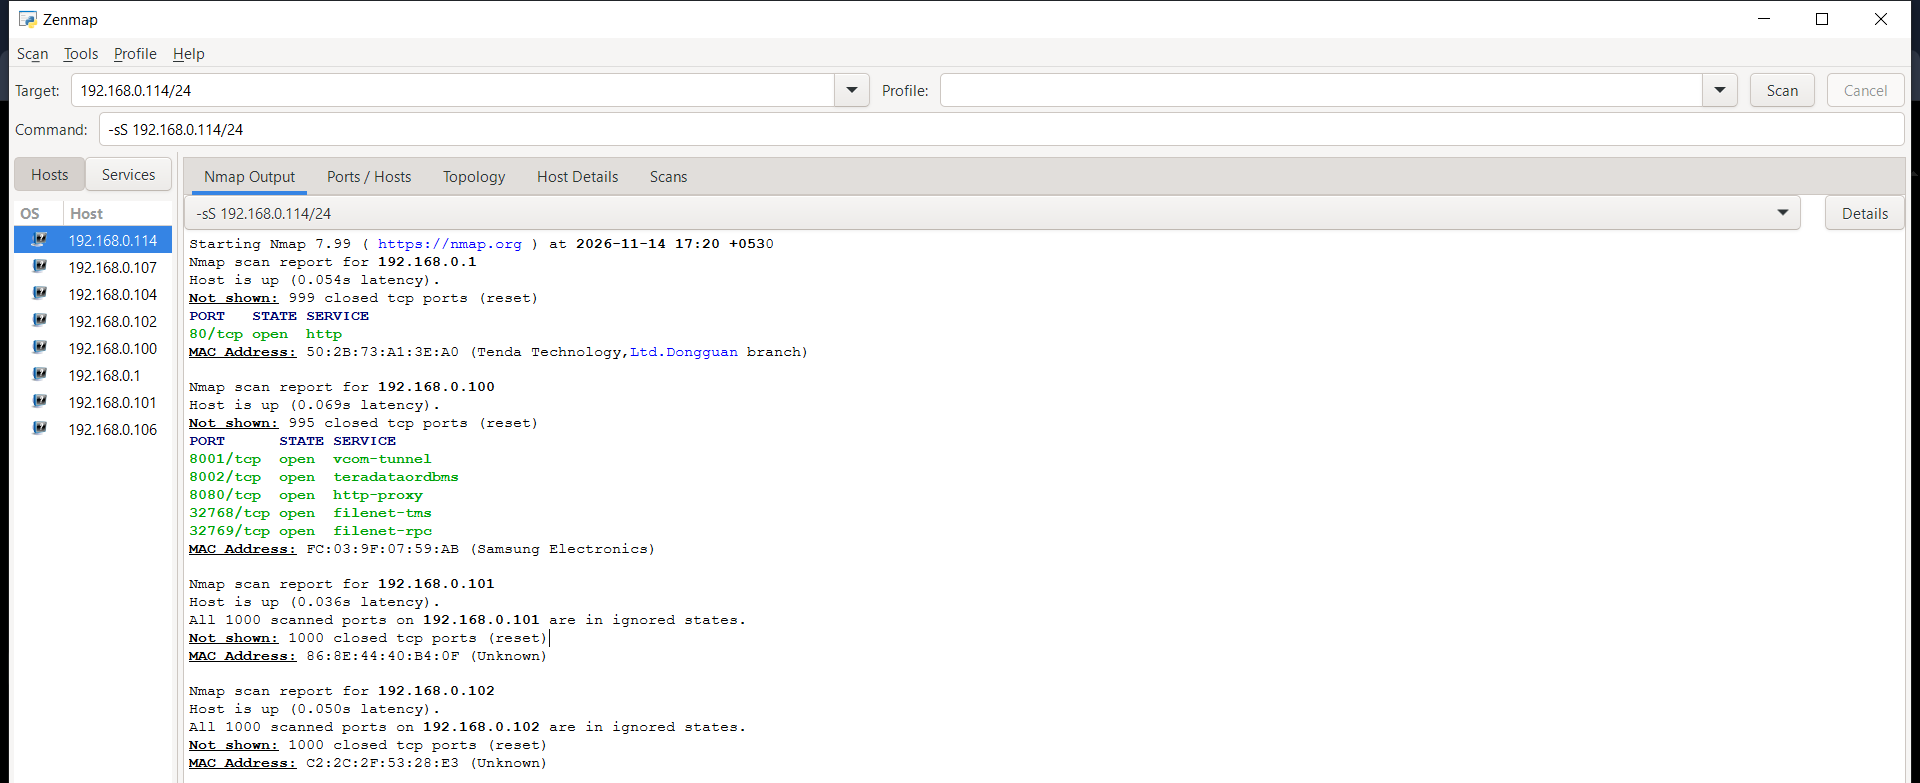 Zenmap
Scan Tools Profile Help
Target: 192.168.0.114/24 Profile: Scan Cancel
Command: -sS 192.168.0.114/24
Hosts Services
OS Host
192.168.0.114
192.168.0.107
192.168.0.104
192.168.0.102
192.168.0.100
192.168.0.1
192.168.0.101
192.168.0.106
Nmap Output Ports / Hosts Topology Host Details Scans
-sS 192.168.0.114/24 Details
Starting Nmap 7.99 ( https://nmap.org ) at 2026-11-14 17:20 +0530
Nmap scan report for 192.168.0.1
Host is up (0.054s latency).
Not shown: 999 closed tcp ports (reset)
PORT STATE SERVICE
80/tcp open http
MAC Address: 50:2B:73:A1:3E:A0 (Tenda Technology,Ltd.Dongguan branch)
Nmap scan report for 192.168.0.100
Host is up (0.069s latency).
Not shown: 995 closed tcp ports (reset)
PORT STATE SERVICE
8001/tcp open vcom-tunnel
8002/tcp open teradataordbms
8080/tcp open http-proxy
32768/tcp open filenet-tms
32769/tcp open filenet-rpc
MAC Address: FC:03:9F:07:59:AB (Samsung Electronics)
Nmap scan report for 192.168.0.101
Host is up (0.036s latency).
All 1000 scanned ports on 192.168.0.101 are in ignored states.
Not shown: 1000 closed tcp ports (reset)
MAC Address: 86:8E:44:40:B4:0F (Unknown)
Nmap scan report for 192.168.0.102
Host is up (0.050s latency).
All 1000 scanned ports on 192.168.0.102 are in ignored states.
Not shown: 1000 closed tcp ports (reset)
MAC Address: C2:2C:2F:53:28:E3 (Unknown)